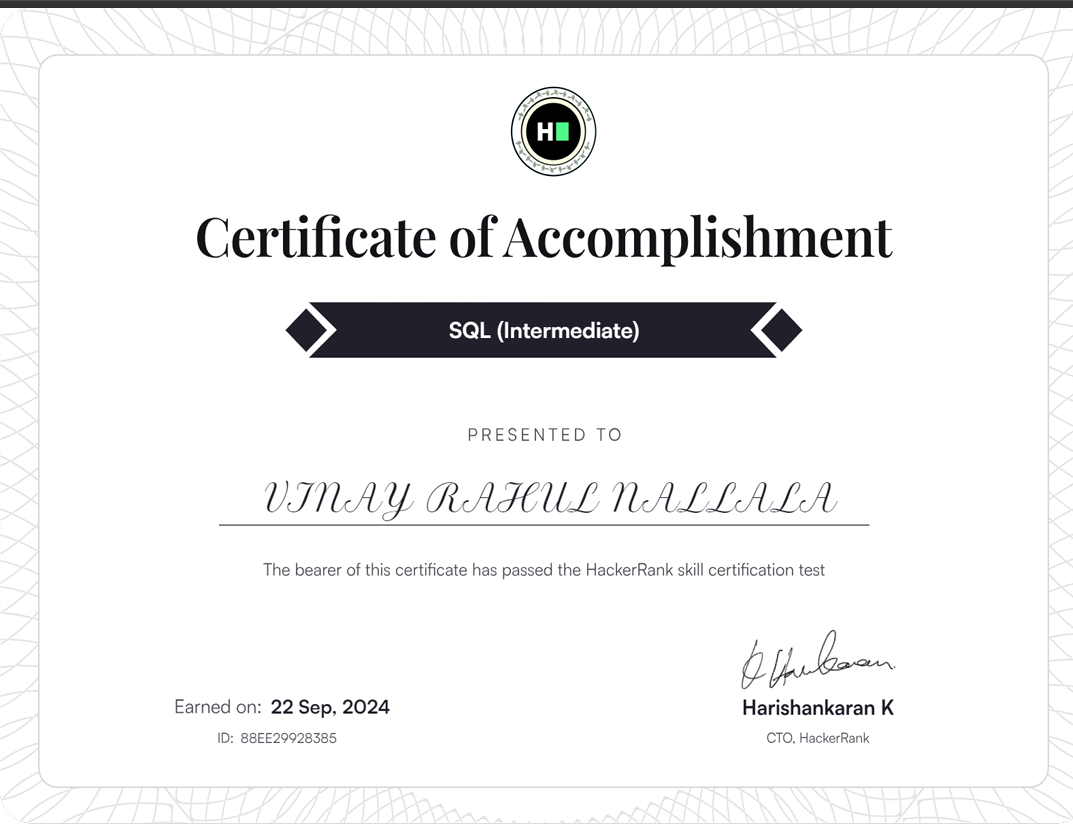 H
Certificate of Accomplishment
SQL (Intermediate)
PRESENTED TO
VINAY RAHUL NALLALA
The bearer of this certificate has passed the HackerRank skill certification test
K Harikaran.
Earned on: 22 Sep, 2024
Harishankaran K
ID: 88EE29928385
CTO, HackerRank